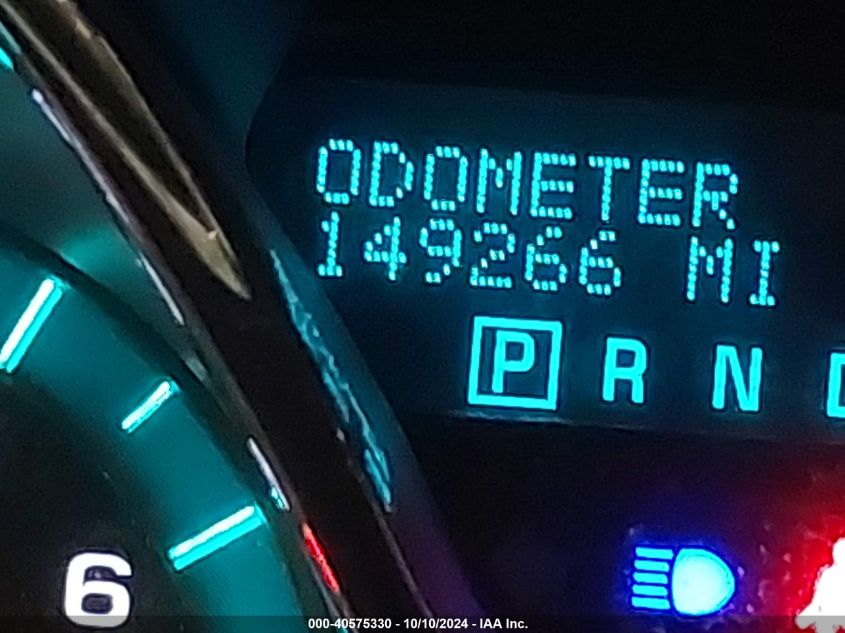 ODOMETER
149266 MI
P R N
6
000-40575330 - 10/10/2024 - IAA Inc.